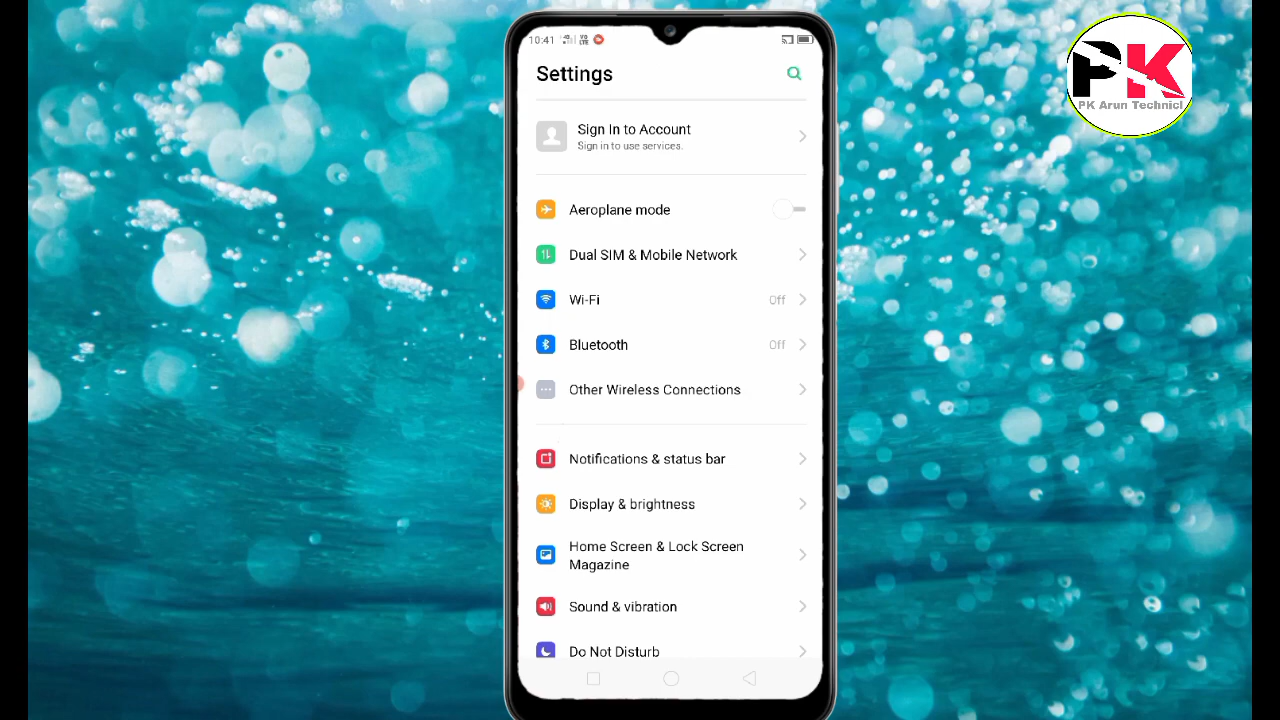 10:41
PK
PK Arun Technicl
Settings
Sign In to Account
Sign in to use services.
Aeroplane mode
Dual SIM & Mobile Network
Wi-Fi Off
Bluetooth Off
Other Wireless Connections
Notifications & status bar
Display & brightness
Home Screen & Lock Screen
Magazine
Sound & vibration
Do Not Disturb